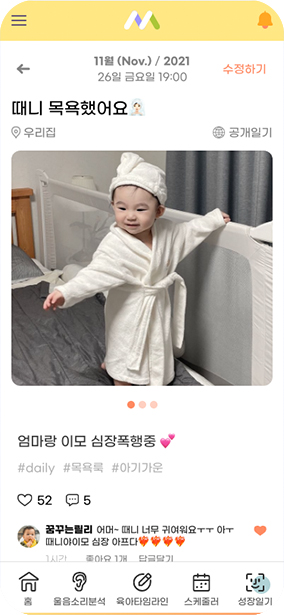 11월 (Nov.) / 2021
26일 금요일 19:00
수정하기
때니 목욕했어요
우리집
공개일기
엄마랑 이모 심장폭행중 💕
#daily #목욕룩 #아기가운
52
5
꿈꾸는릴리 어머~ 때니 너무 귀여워요ㅜㅜ 아ㅜ
때니야이모 심장 아프다❤️‍🔥❤️‍🔥❤️‍🔥❤️‍🔥
1시간 좋아요 1개 답글달기
홈
울음소리분석
육아타임라인
스케줄러
성장일기